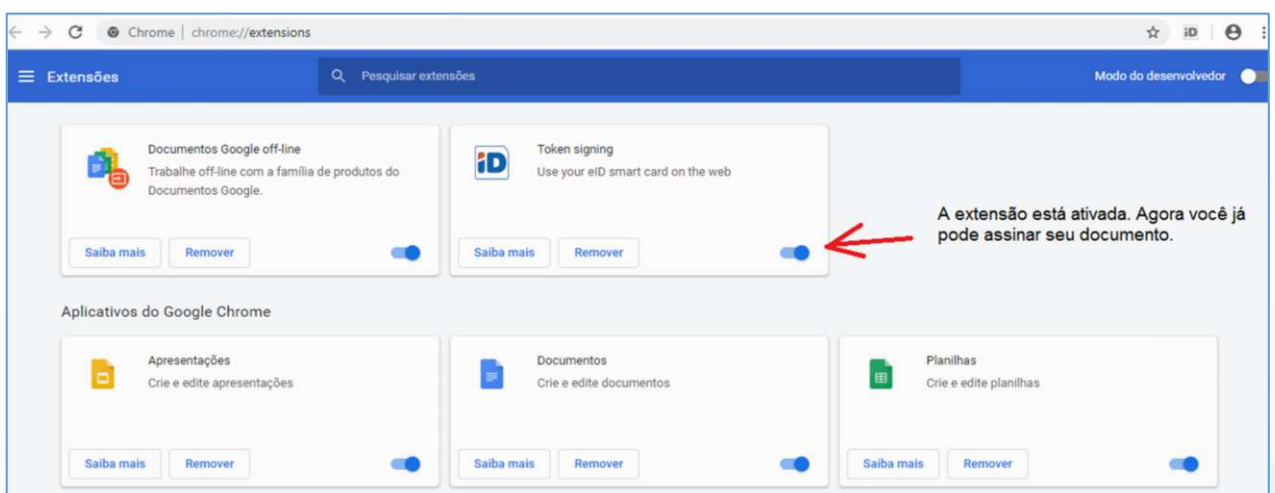 Chrome | chrome://extensions
iD
Extensões
Pesquisar extensões
Modo do desenvolvedor
Documentos Google off-line
Trabalhe off-line com a família de produtos do
Documentos Google.
Saiba mais
Remover
iD
Token signing
Use your eID smart card on the web
Saiba mais
Remover
A extensão está ativada. Agora você já
pode assinar seu documento.
Aplicativos do Google Chrome
Apresentações
Crie e edite apresentações
Saiba mais
Remover
Documentos
Crie e edite documentos
Saiba mais
Remover
Planilhas
Crie e edite planilhas
Saiba mais
Remover